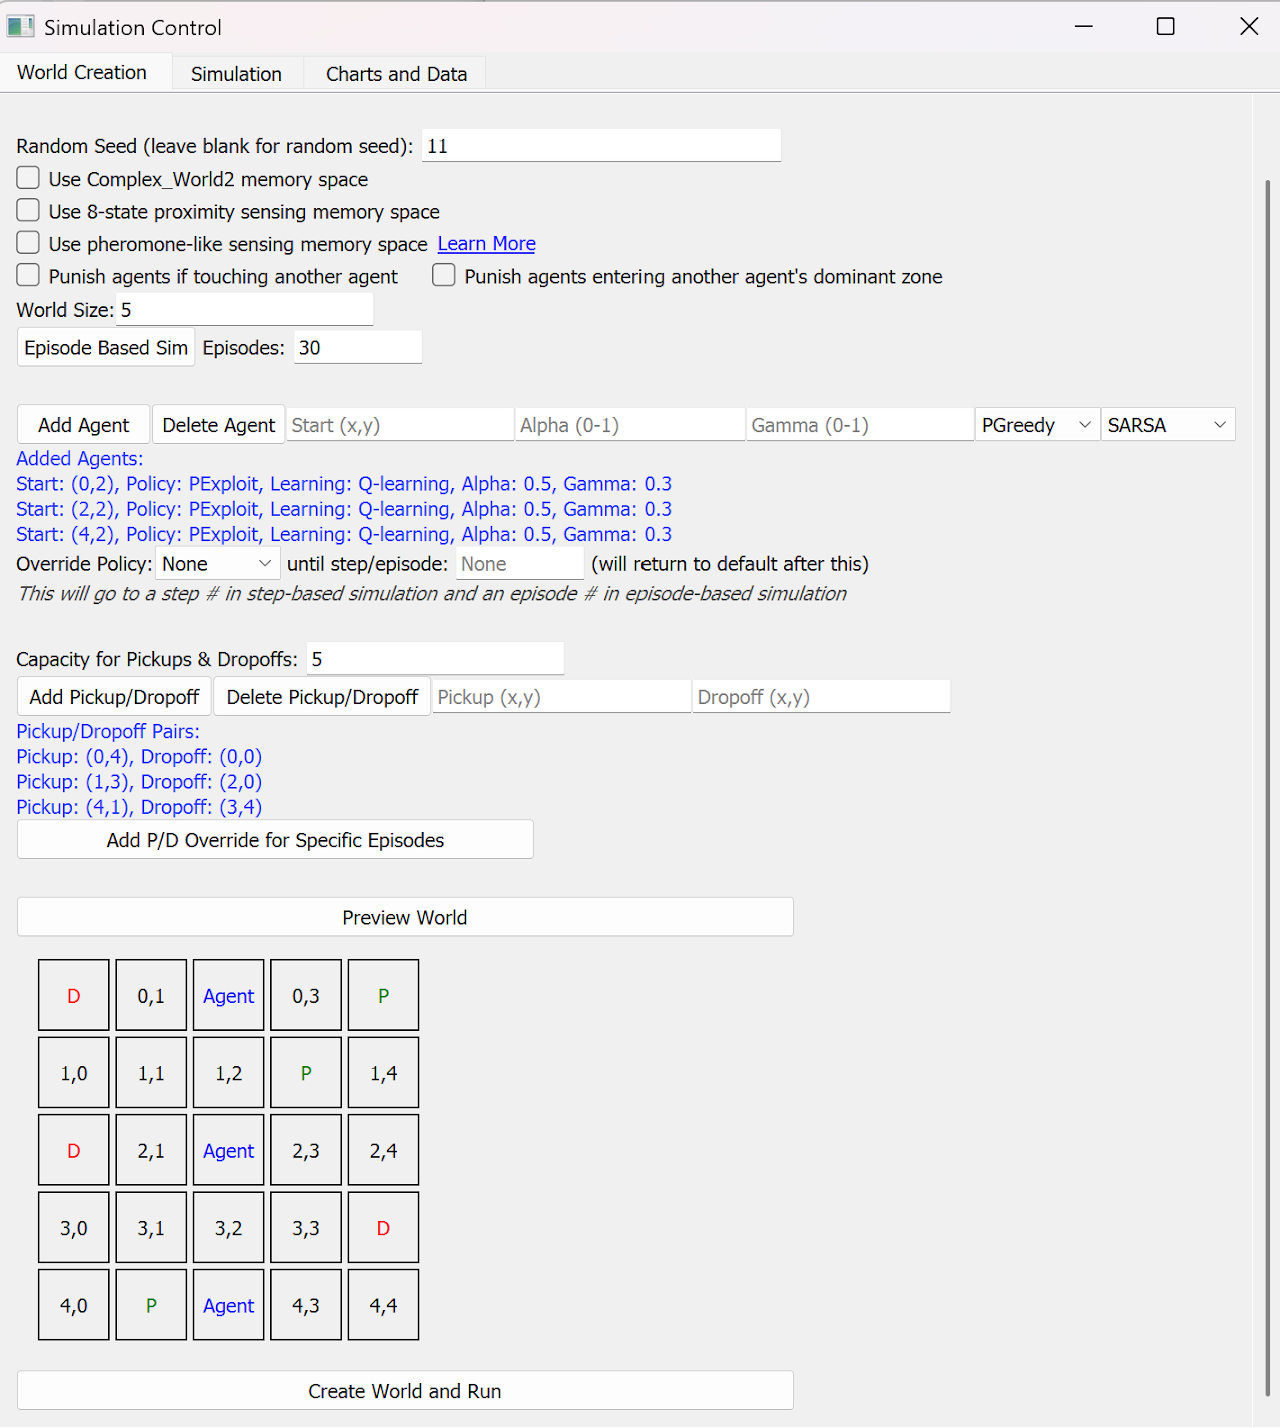 Simulation Control
World Creation Simulation Charts and Data
Random Seed (leave blank for random seed): 11
Use Complex_World2 memory space
Use 8-state proximity sensing memory space
Use pheromone-like sensing memory space Learn More
Punish agents if touching another agent Punish agents entering another agent's dominant zone
World Size: 5
Episode Based Sim Episodes: 30
Add Agent Delete Agent Start (x,y) Alpha (0-1) Gamma (0-1) PGreedy SARSA
Added Agents:
Start: (0,2), Policy: PExploit, Learning: Q-learning, Alpha: 0.5, Gamma: 0.3
Start: (2,2), Policy: PExploit, Learning: Q-learning, Alpha: 0.5, Gamma: 0.3
Start: (4,2), Policy: PExploit, Learning: Q-learning, Alpha: 0.5, Gamma: 0.3
Override Policy: None until step/episode: None (will return to default after this)
This will go to a step # in step-based simulation and an episode # in episode-based simulation
Capacity for Pickups & Dropoffs: 5
Add Pickup/Dropoff Delete Pickup/Dropoff Pickup (x,y) Dropoff (x,y)
Pickup/Dropoff Pairs:
Pickup: (0,4), Dropoff: (0,0)
Pickup: (1,3), Dropoff: (2,0)
Pickup: (4,1), Dropoff: (3,4)
Add P/D Override for Specific Episodes
Preview World
D 0,1 Agent 0,3 P
1,0 1,1 1,2 P 1,4
D 2,1 Agent 2,3 2,4
3,0 3,1 3,2 3,3 D
4,0 P Agent 4,3 4,4
Create World and Run